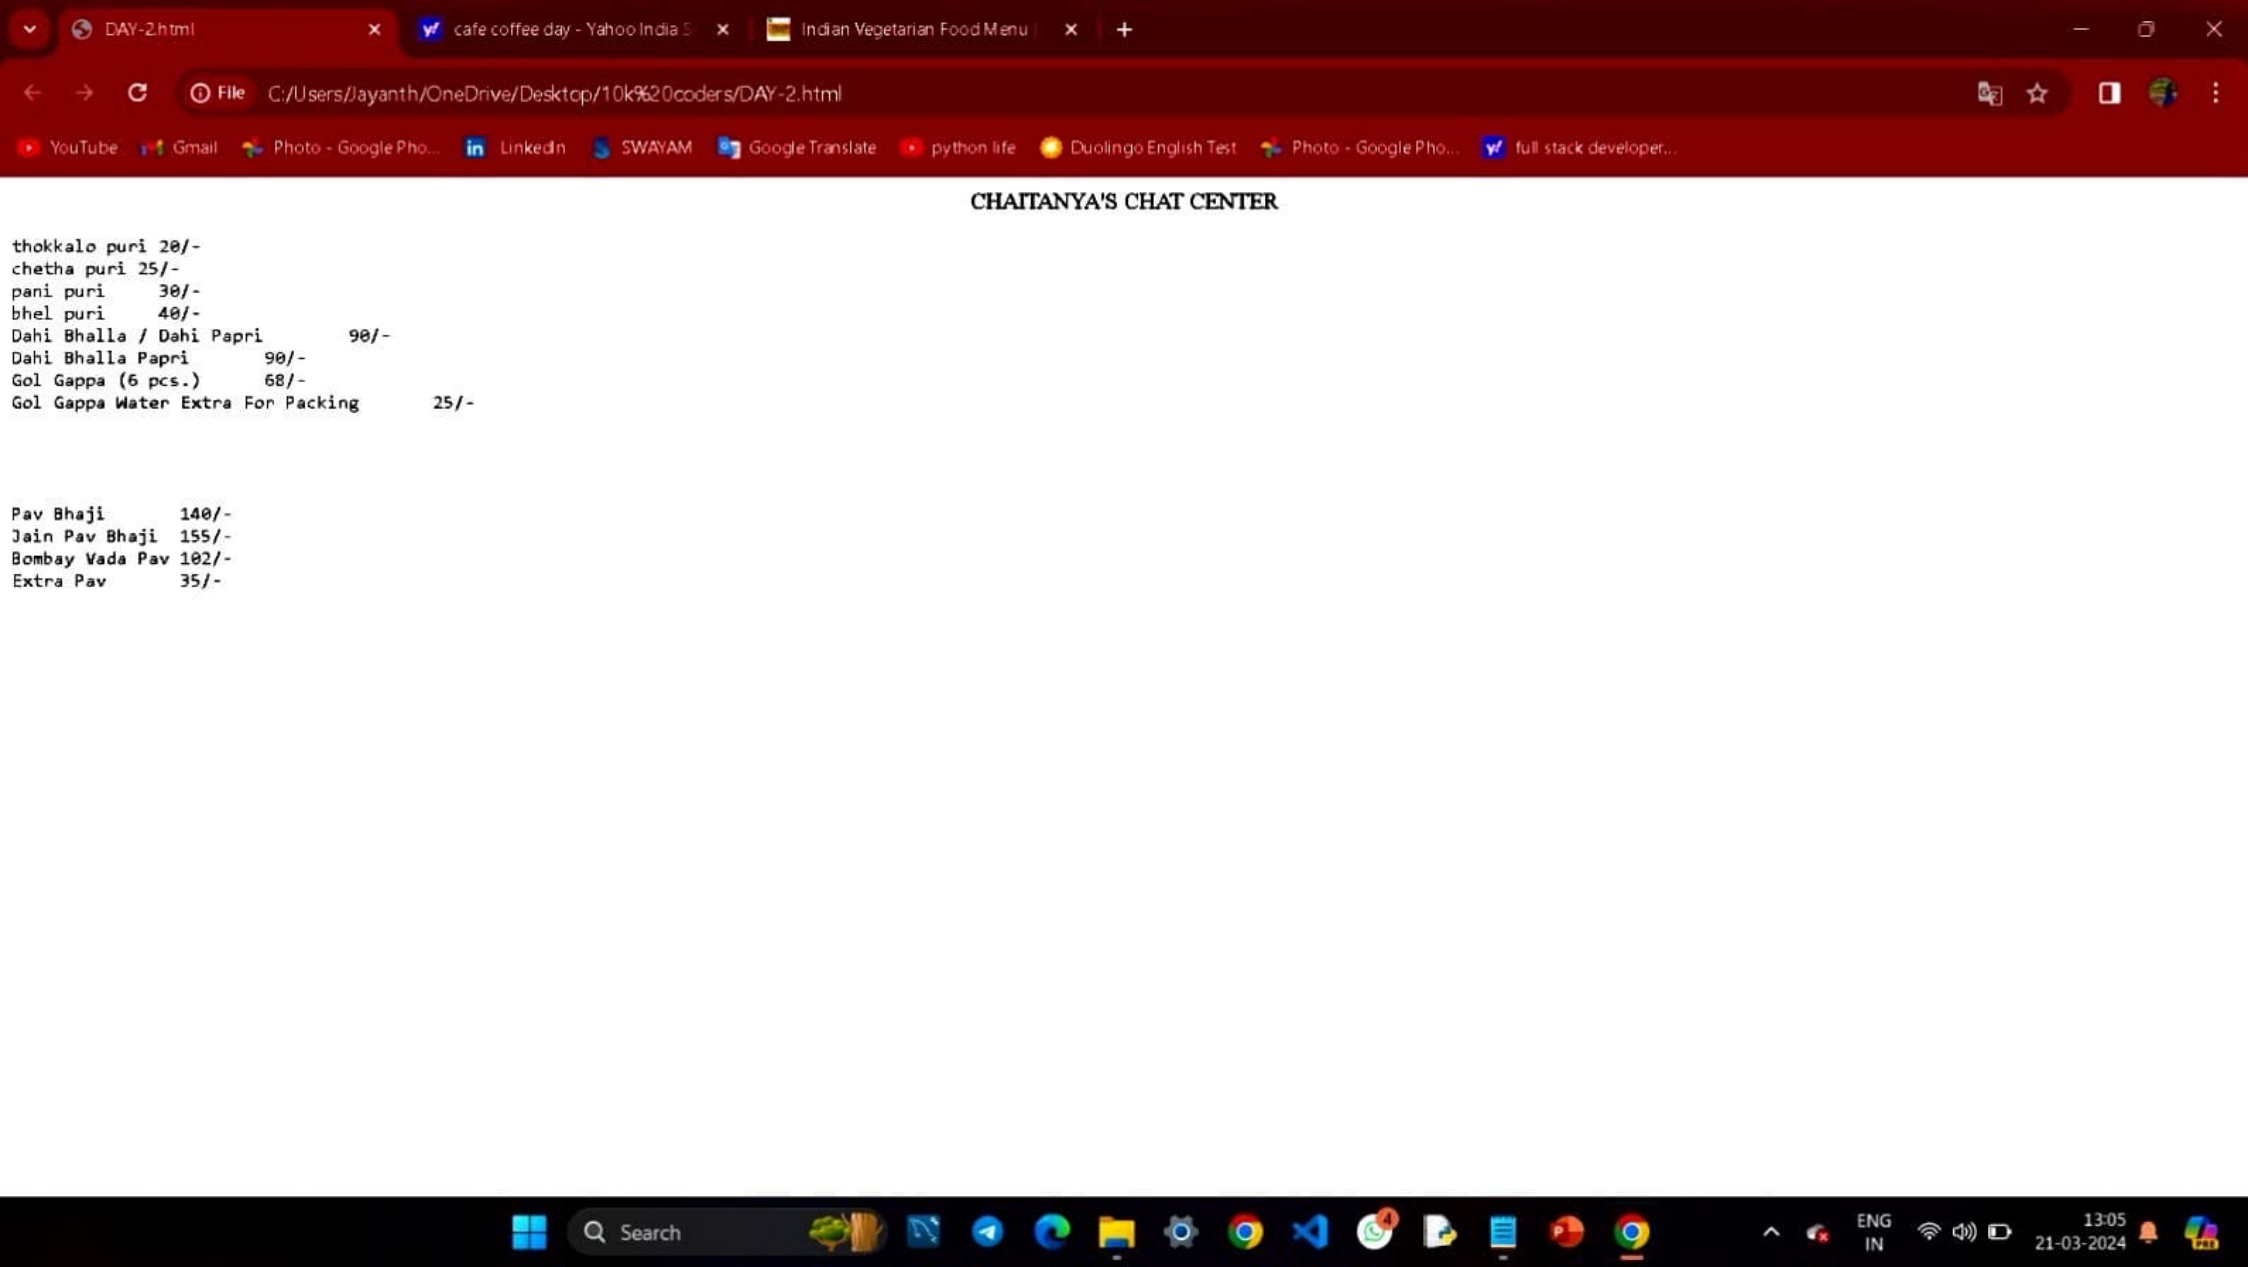 DAY-2.html
cafe coffee day - Yahoo India S
Indian Vegetarian Food Menu
File C:/Users/Jayanth/OneDrive/Desktop/10k%20coders/DAY-2.html
YouTube Gmail Photo - Google Pho... LinkedIn SWAYAM Google Translate python life Duolingo English Test Photo - Google Pho... full stack developer...
CHAITANYA'S CHAT CENTER
thokkalo puri 20/-
chetha puri 25/-
pani puri 30/-
bhel puri 40/-
Dahi Bhalla / Dahi Papri 90/-
Dahi Bhalla Papri 90/-
Gol Gappa (6 pcs.) 68/-
Gol Gappa Water Extra For Packing 25/-
Pav Bhaji 140/-
Jain Pav Bhaji 155/-
Bombay Vada Pav 102/-
Extra Pav 35/-
Search
4
ENG
IN
13:05
21-03-2024
PRE